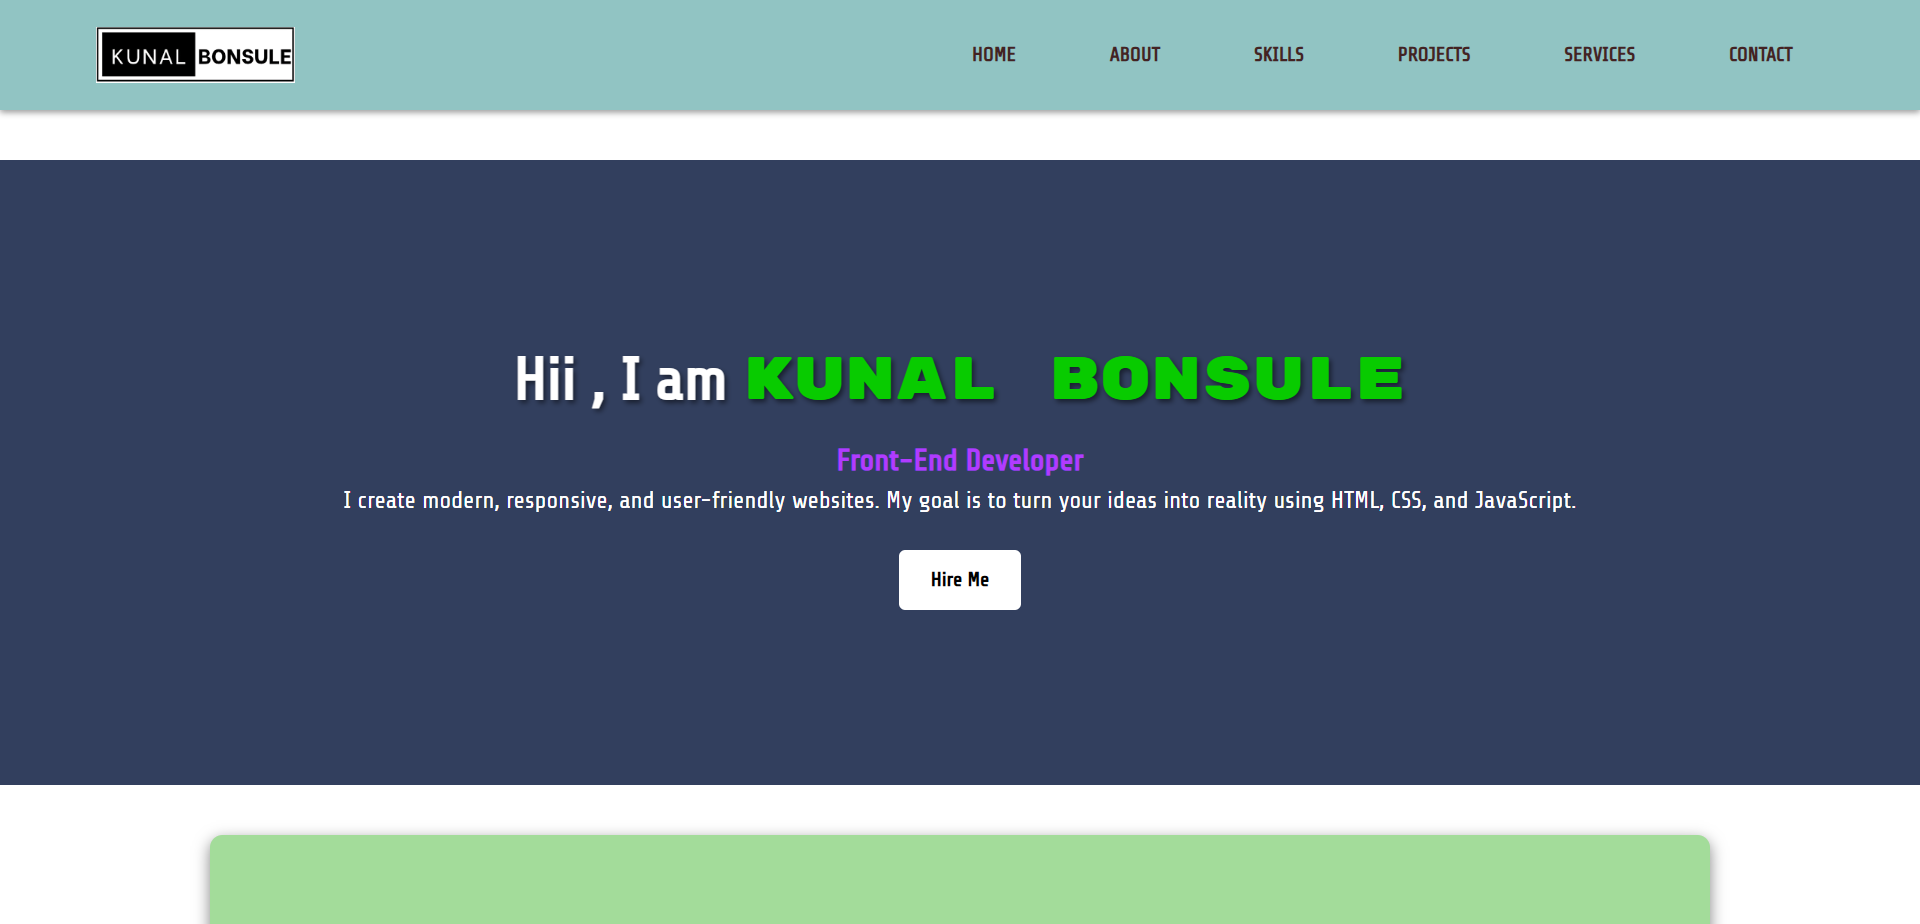 KUNAL BONSULE
HOME ABOUT SKILLS PROJECTS SERVICES CONTACT
Hii , I am KUNAL BONSULE
Front-End Developer
I create modern, responsive, and user-friendly websites. My goal is to turn your ideas into reality using HTML, CSS, and JavaScript.
Hire Me